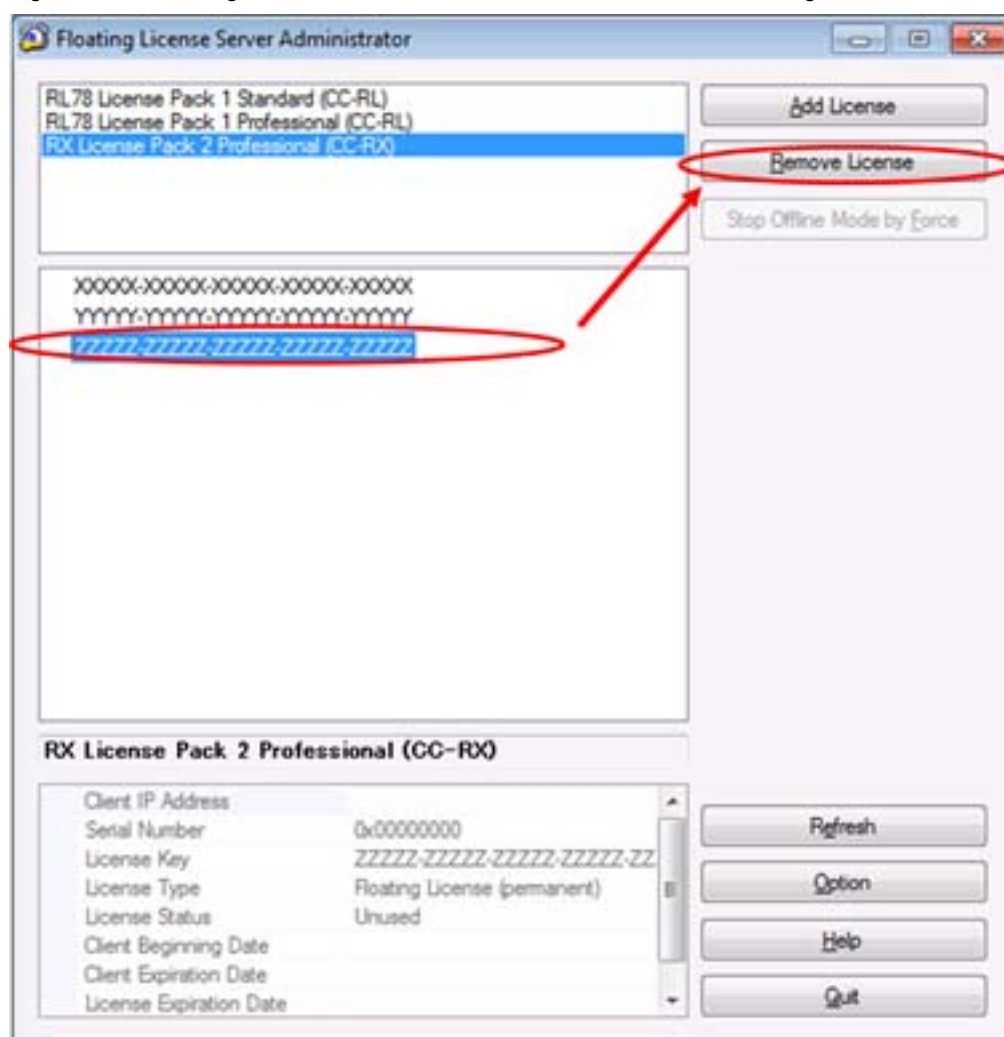 Floating License Server Administrator
RL78 License Pack 1 Standard (CC-RL)
RL78 License Pack 1 Professional (CC-RL)
RX License Pack 2 Professional (CC-RX)
Add License
Remove License
Stop Offline Mode by Force
XXXXX-XXXXX-XXXXX-XXXXX-XXXXX
YYYYY-YYYYY-YYYYY-YYYYY-YYYYY
ZZZZZ-ZZZZZ-ZZZZZ-ZZZZZ-ZZZZZ
RX License Pack 2 Professional (CC-RX)
Client IP Address
Serial Number 0x00000000
License Key ZZZZZ-ZZZZZ-ZZZZZ-ZZZZZ-ZZ
License Type Floating License (permanent)
License Status Unused
Client Beginning Date
Client Expiration Date
License Expiration Date
Refresh
Option
Help
Quit